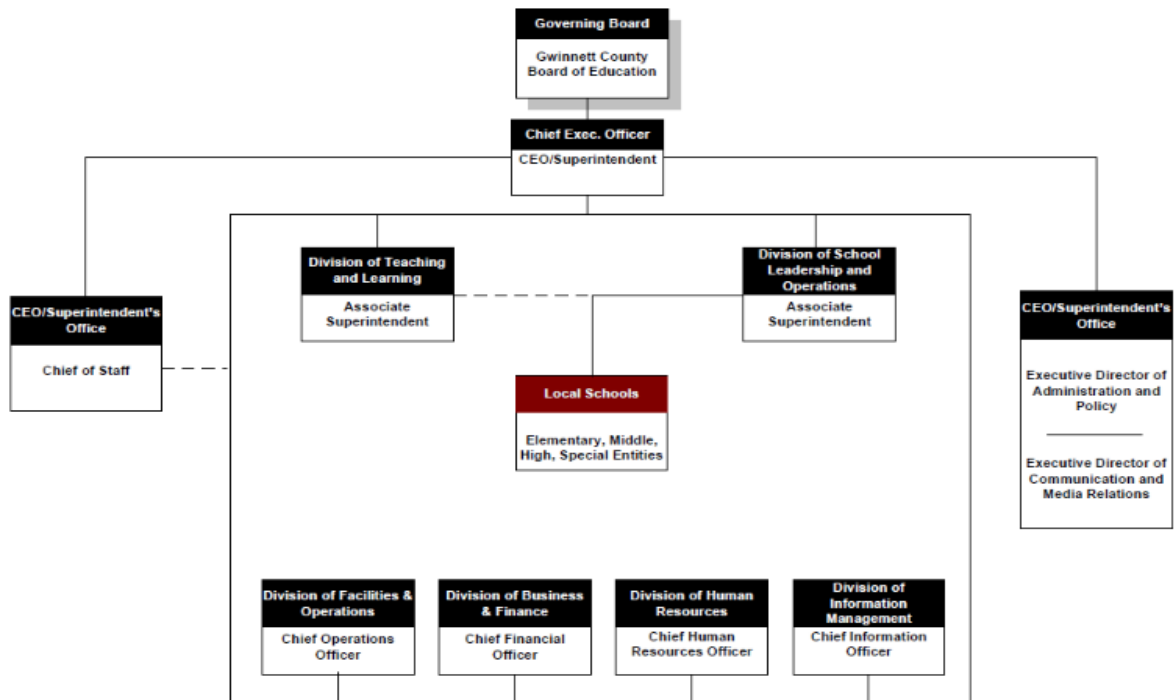 Governing Board
Gwinnett County
Board of Education
Chief Exec. Officer
CEO/Superintendent
Division of Teaching
and Learning
Associate
Superintendent
Division of School
Leadership and
Operations
Associate
Superintendent
CEO/Superintendent's
Office
Chief of Staff
CEO/Superintendent's
Office
Executive Director of
Administration and
Policy
Executive Director of
Communication and
Media Relations
Local Schools
Elementary, Middle,
High, Special Entities
Division of Facilities &
Operations
Chief Operations
Officer
Division of Business
& Finance
Chief Financial
Officer
Division of Human
Resources
Chief Human
Resources Officer
Division of
Information
Management
Chief Information
Officer